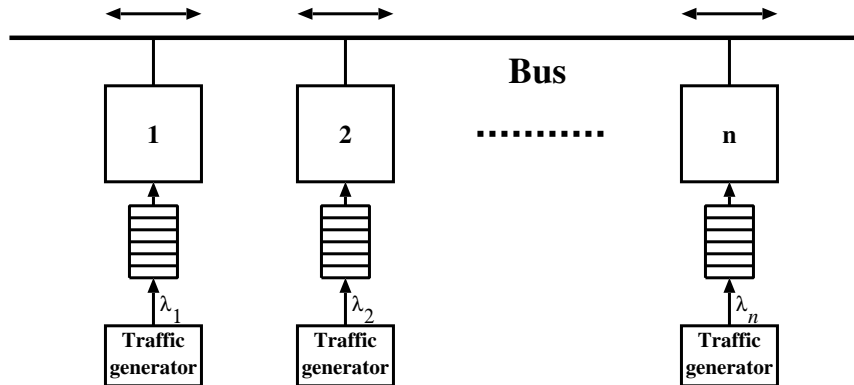 Bus
1
2
...........
n
λ1
λ2
λn
Traffic
generator
Traffic
generator
Traffic
generator